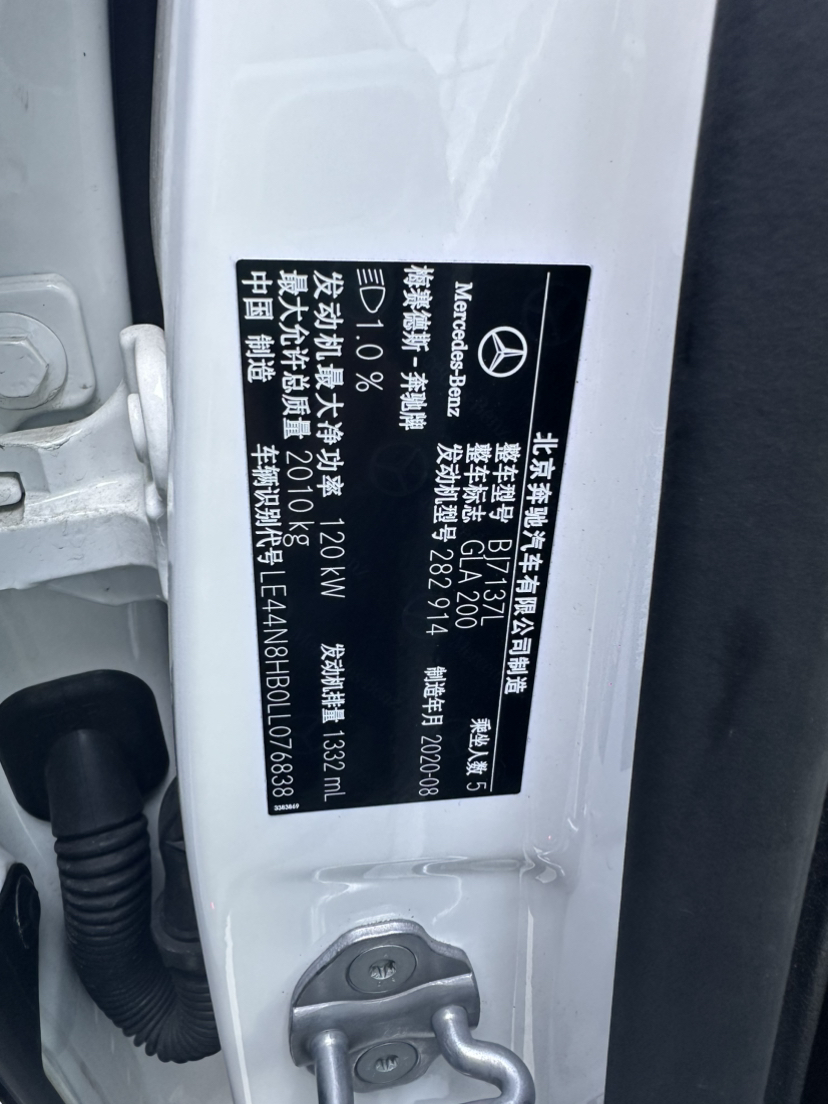 北京奔驰汽车有限公司制造
Mercedes-Benz
梅赛德斯-奔驰牌
整车型号 BJ7137L
整车标志 GLA 200
乘坐人数 5
发动机型号 282 914
制造年月 2020-08
1.0 %
发动机最大净功率 120 kW
发动机排量 1332 mL
最大允许总质量 2010 kg
中国 制造
车辆识别代号 LE44N8HB0LL076838